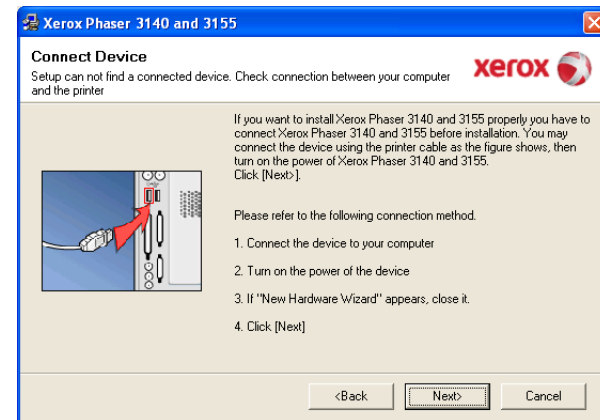 Xerox Phaser 3140 and 3155
Connect Device
Setup can not find a connected device. Check connection between your computer
and the printer
xerox
If you want to install Xerox Phaser 3140 and 3155 properly you have to
connect Xerox Phaser 3140 and 3155 before installation. You may
connect the device using the printer cable as the figure shows, then
turn on the power of Xerox Phaser 3140 and 3155.
Click [Next>].
Please refer to the following connection method.
1. Connect the device to your computer
2. Turn on the power of the device
3. If "New Hardware Wizard" appears, close it.
4. Click [Next]
<Back
Next>
Cancel